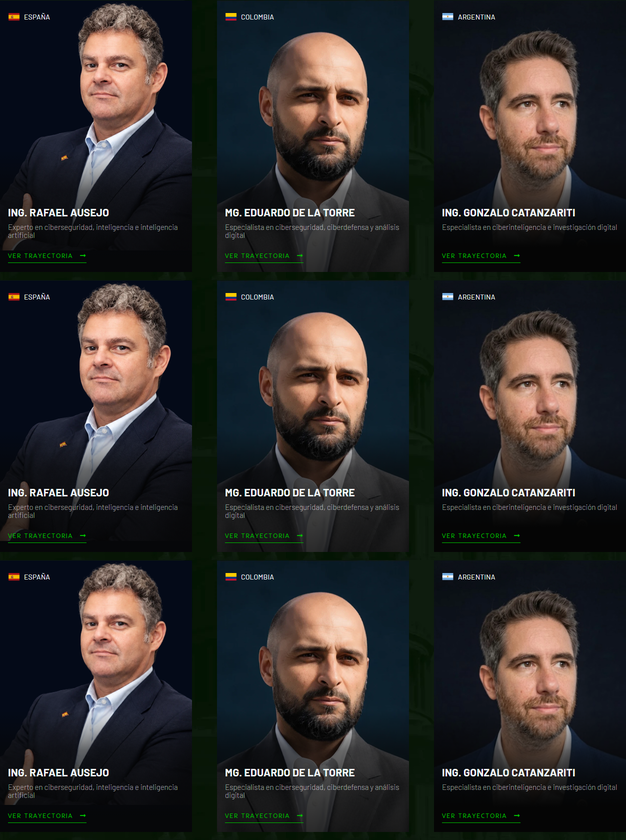 ESPAÑA
COLOMBIA
ARGENTINA
ING. RAFAEL AUSEJO
Experto en ciberseguridad, inteligencia e inteligencia
artificial
VER TRAYECTORIA →
MG. EDUARDO DE LA TORRE
Especialista en ciberseguridad, ciberdefensa y análisis
digital
VER TRAYECTORIA →
ING. GONZALO CATANZARITI
Especialista en ciberinteligencia e investigación digital
VER TRAYECTORIA →
ESPAÑA
COLOMBIA
ARGENTINA
ING. RAFAEL AUSEJO
Experto en ciberseguridad, inteligencia e inteligencia
artificial
VER TRAYECTORIA →
MG. EDUARDO DE LA TORRE
Especialista en ciberseguridad, ciberdefensa y análisis
digital
VER TRAYECTORIA →
ING. GONZALO CATANZARITI
Especialista en ciberinteligencia e investigación digital
VER TRAYECTORIA →
ESPAÑA
COLOMBIA
ARGENTINA
ING. RAFAEL AUSEJO
Experto en ciberseguridad, inteligencia e inteligencia
artificial
VER TRAYECTORIA →
MG. EDUARDO DE LA TORRE
Especialista en ciberseguridad, ciberdefensa y análisis
digital
VER TRAYECTORIA →
ING. GONZALO CATANZARITI
Especialista en ciberinteligencia e investigación digital
VER TRAYECTORIA →